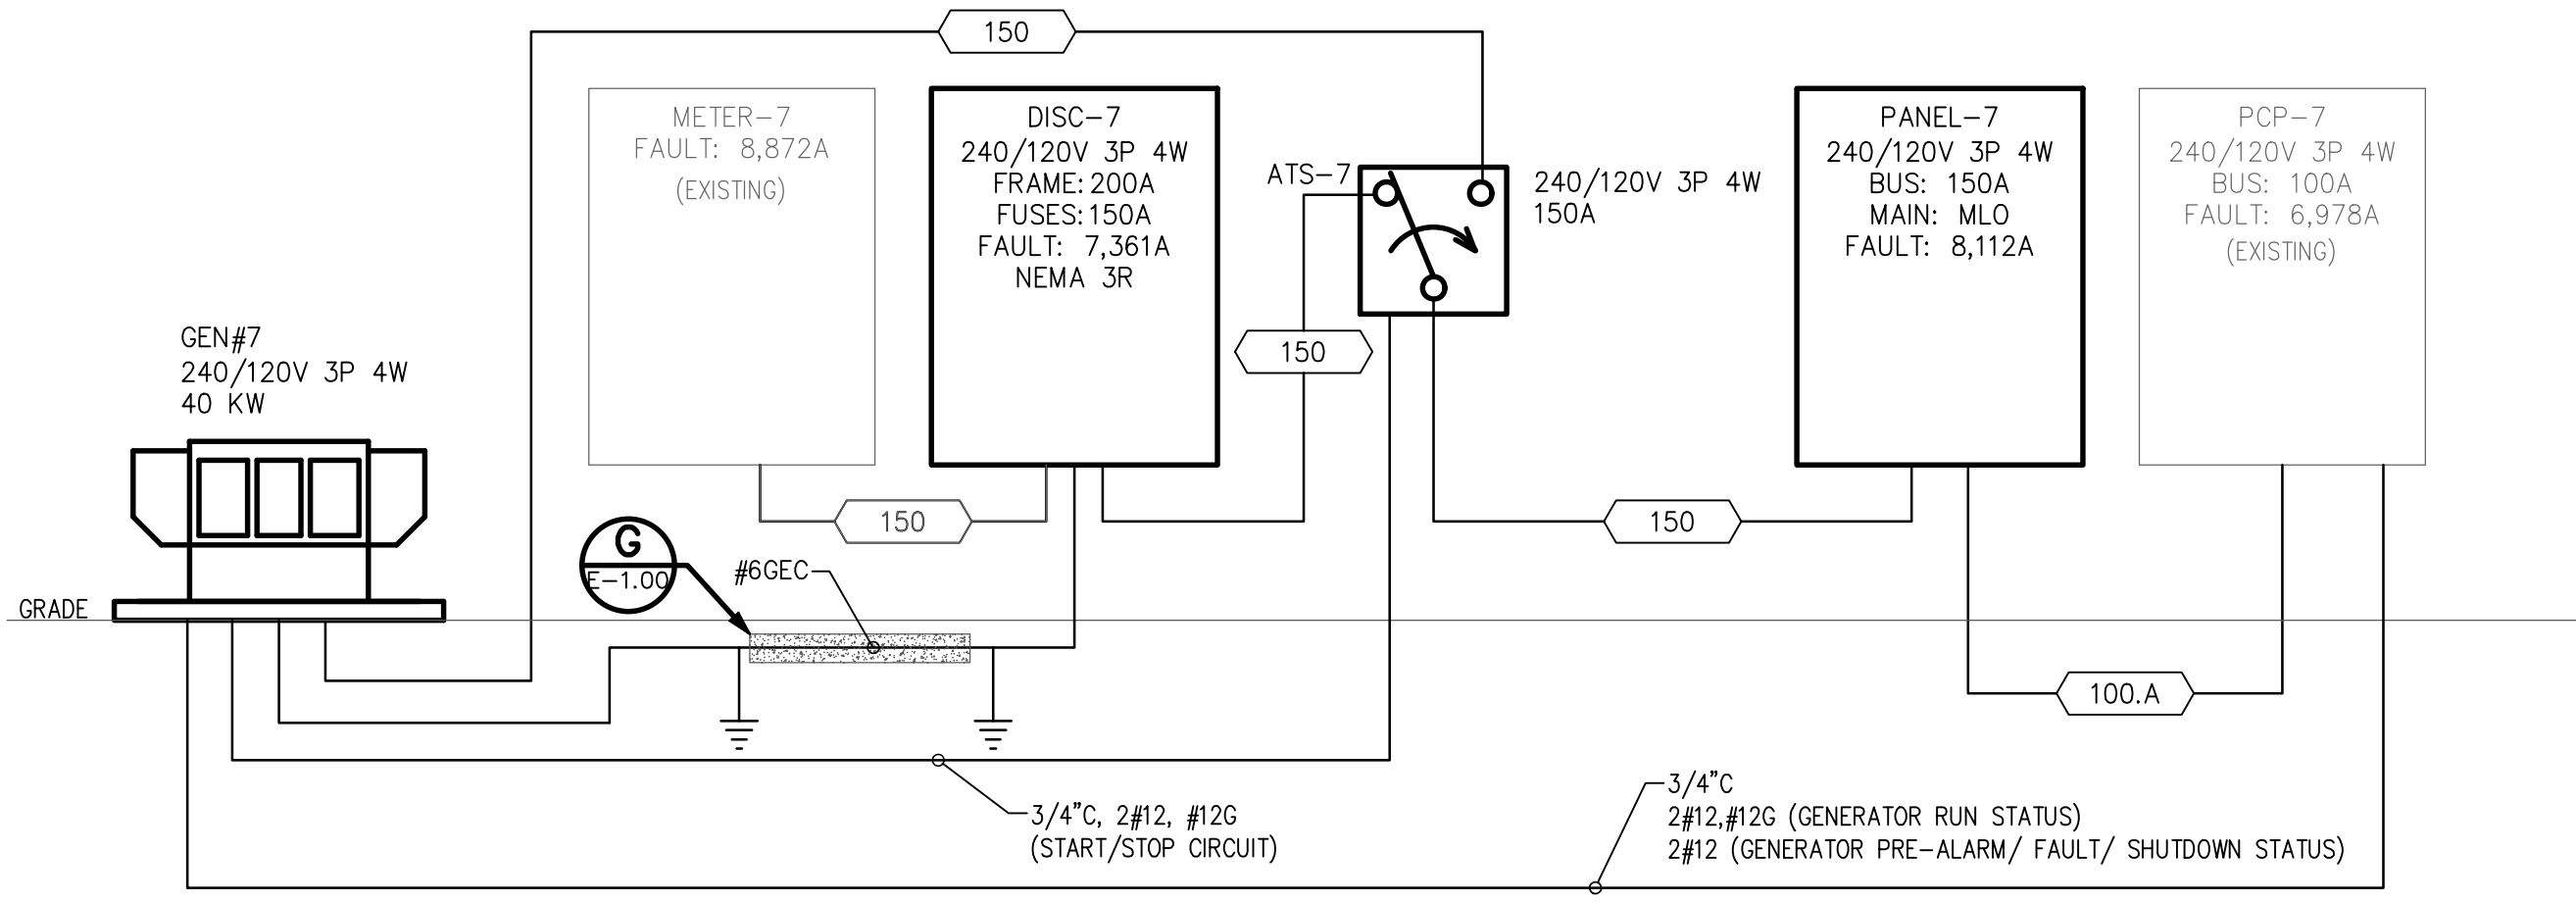 150
METER-7
FAULT: 8,872A
(EXISTING)
DISC-7
240/120V 3P 4W
FRAME: 200A
FUSES: 150A
FAULT: 7,361A
NEMA 3R
ATS-7
240/120V 3P 4W
150A
PANEL-7
240/120V 3P 4W
BUS: 150A
MAIN: MLO
FAULT: 8,112A
PCP-7
240/120V 3P 4W
BUS: 100A
FAULT: 6,978A
(EXISTING)
GEN#7
240/120V 3P 4W
40 KW
150
150
150
G
E-1.00
#6GEC
GRADE
100.A
3/4"C, 2#12, #12G
(START/STOP CIRCUIT)
3/4"C
2#12,#12G (GENERATOR RUN STATUS)
2#12 (GENERATOR PRE-ALARM/ FAULT/ SHUTDOWN STATUS)